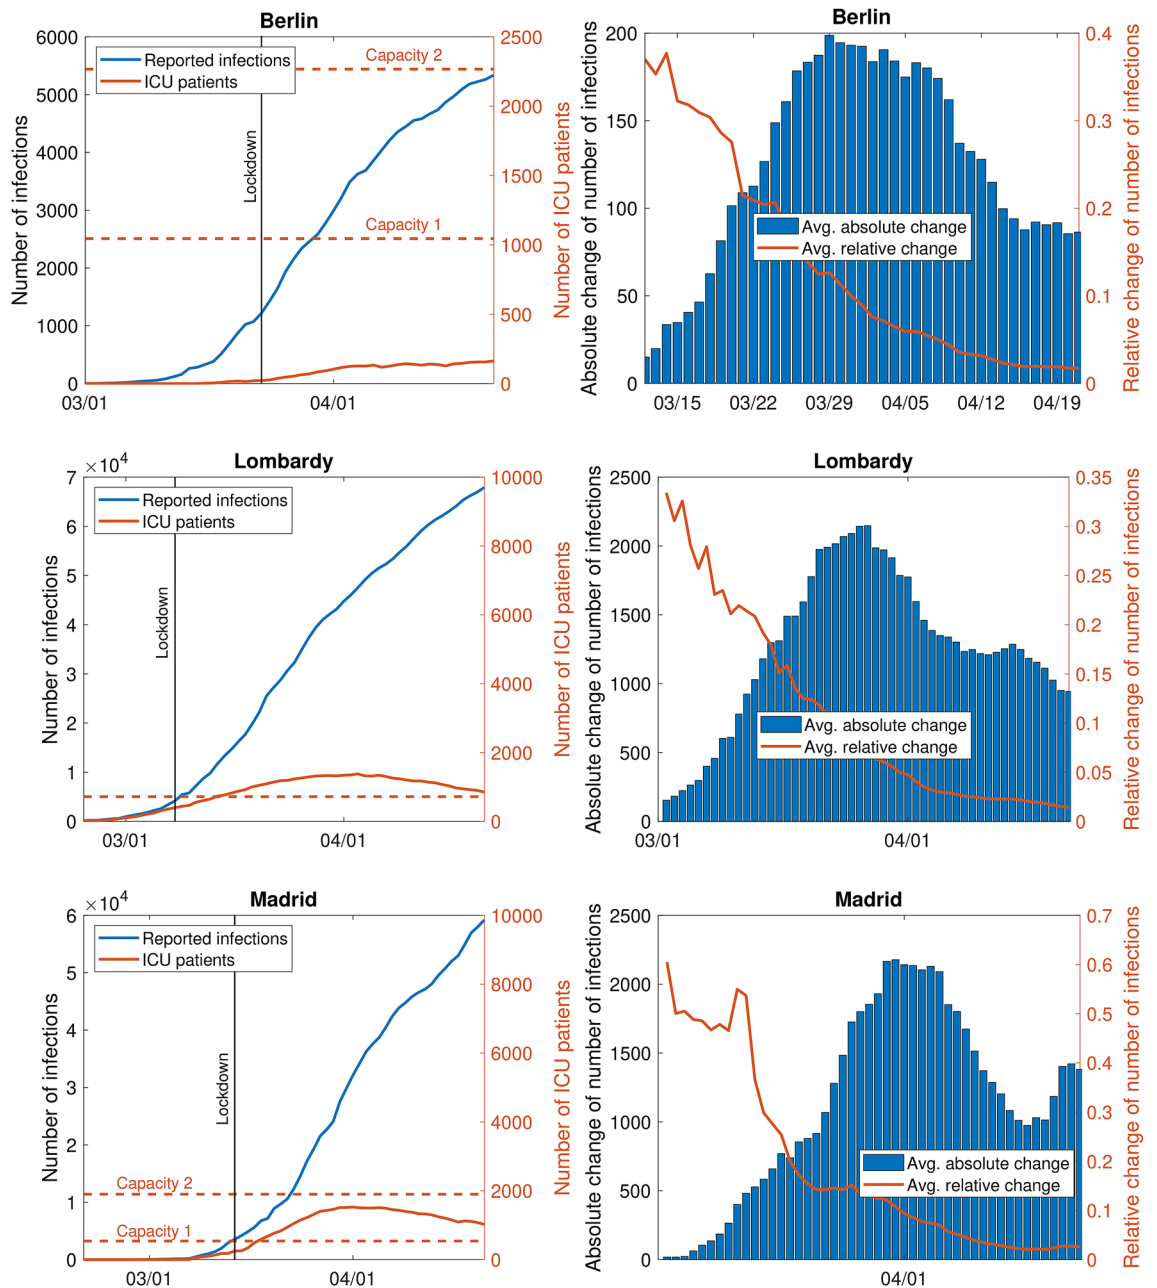 Berlin
6000
5000
4000
3000
2000
1000
0
Number of infections
Reported infections
ICU patients
Lockdown
Capacity 2
Capacity 1
2500
2000
1500
1000
500
0
Number of ICU patients
03/01
04/01
Berlin
200
150
100
50
0
Absolute change of number of infections
Avg. absolute change
Avg. relative change
0.4
0.3
0.2
0.1
0
Relative change of number of infections
03/15
03/22
03/29
04/05
04/12
04/19
Lombardy
×10⁴
7
6
5
4
3
2
1
0
Number of infections
Reported infections
ICU patients
Lockdown
10000
8000
6000
4000
2000
0
Number of ICU patients
03/01
04/01
Lombardy
2500
2000
1500
1000
500
0
Absolute change of number of infections
Avg. absolute change
Avg. relative change
0.35
0.3
0.25
0.2
0.15
0.1
0.05
0
Relative change of number of infections
03/01
04/01
Madrid
×10⁴
6
5
4
3
2
1
0
Number of infections
Reported infections
ICU patients
Lockdown
Capacity 2
Capacity 1
10000
8000
6000
4000
2000
0
Number of ICU patients
03/01
04/01
Madrid
2500
2000
1500
1000
500
0
Absolute change of number of infections
Avg. absolute change
Avg. relative change
0.7
0.6
0.5
0.4
0.3
0.2
0.1
0
Relative change of number of infections
04/01